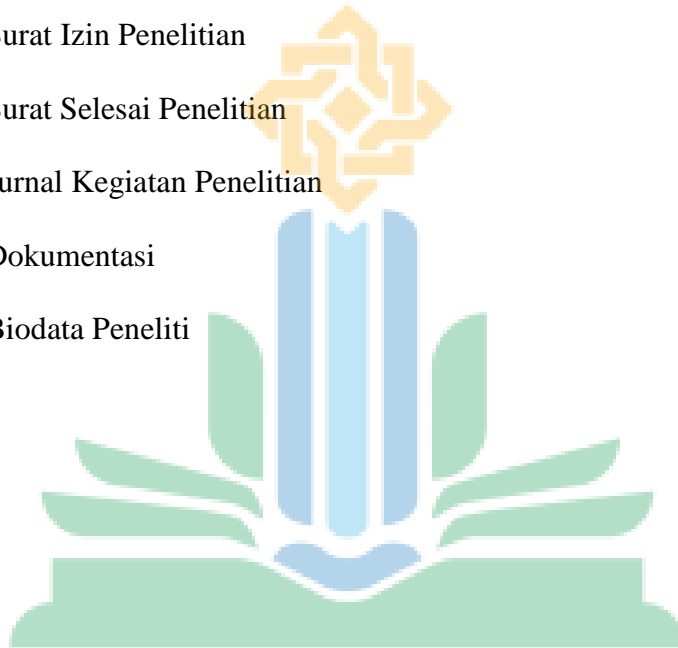 urat Izin Penelitian
urat Selesai Penelitian
urnal Kegiatan Penelitian
Dokumentasi
Biodata Peneliti